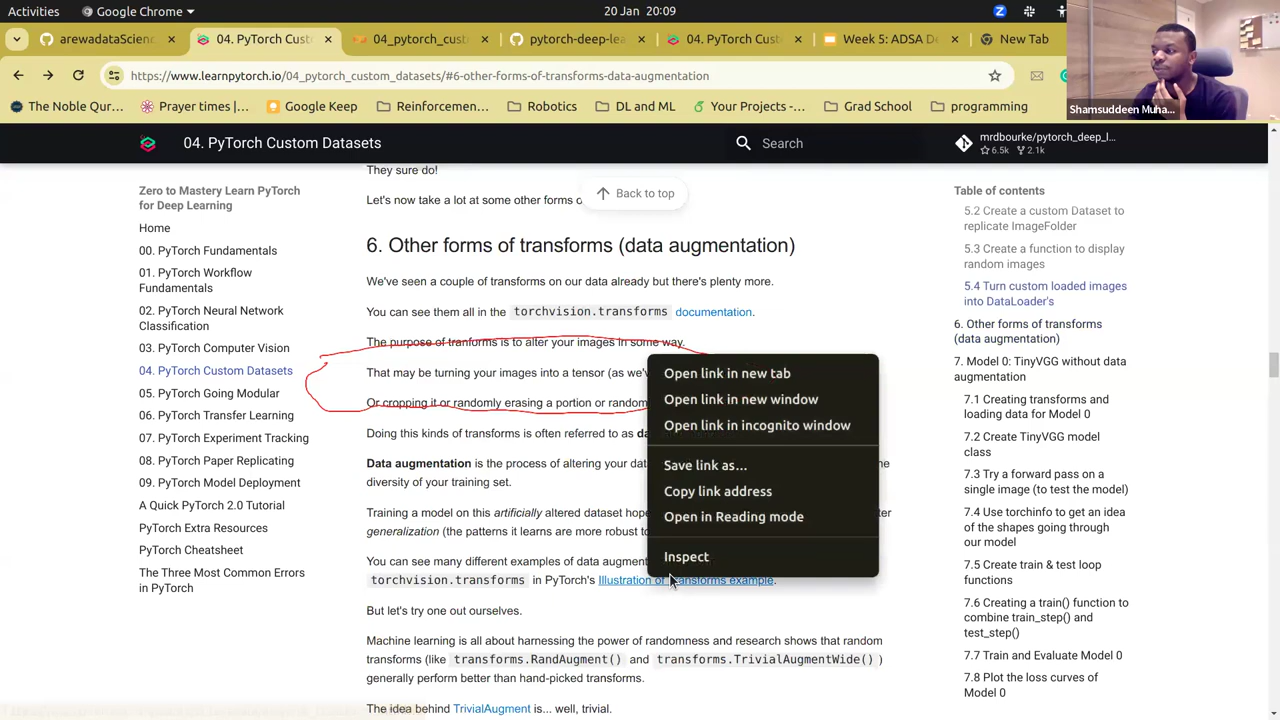 Activities
Google Chrome
20 Jan 20:09
arewadataScien
04. PyTorch Cust
04_pytorch_cust
pytorch-deep-le
04. PyTorch Cust
Week 5: ADSA De
New Tab
https://www.learnpytorch.io/04_pytorch_custom_datasets/#6-other-forms-of-transforms-data-augmentation
The Noble Qur...
Prayer times |...
Google Keep
Reinforcemen...
Robotics
DL and ML
Your Projects -...
Grad School
programming
Shamsuddeen Muha...
04. PyTorch Custom Datasets
Search
mrdbourke/pytorch_deep_l...
6.5k 2.1k
Zero to Mastery Learn PyTorch
for Deep Learning
Home
00. PyTorch Fundamentals
01. PyTorch Workflow
Fundamentals
02. PyTorch Neural Network
Classification
03. PyTorch Computer Vision
04. PyTorch Custom Datasets
05. PyTorch Going Modular
06. PyTorch Transfer Learning
07. PyTorch Experiment Tracking
08. PyTorch Paper Replicating
09. PyTorch Model Deployment
A Quick PyTorch 2.0 Tutorial
PyTorch Extra Resources
PyTorch Cheatsheet
The Three Most Common Errors
in PyTorch
They sure do!
Let's now take a lot at some other forms o
Back to top
6. Other forms of transforms (data augmentation)
We've seen a couple of transforms on our data already but there's plenty more.
You can see them all in the torchvision.transforms documentation.
The purpose of tranforms is to alter your images in some way.
That may be turning your images into a tensor (as we'
Or cropping it or randomly erasing a portion or random
Doing this kinds of transforms is often referred to as da
Data augmentation is the process of altering your data the
diversity of your training set.
Training a model on this artificially altered dataset hope ter
generalization (the patterns it learns are more robust to
You can see many different examples of data augmen
torchvision.transforms in PyTorch's Illustration of Transforms example.
But let's try one out ourselves.
Machine learning is all about harnessing the power of randomness and research shows that random
transforms (like transforms.RandAugment() and transforms.TrivialAugmentWide() )
generally perform better than hand-picked transforms.
The idea behind TrivialAugment is... well, trivial.
Open link in new tab
Open link in new window
Open link in incognito window
Save link as...
Copy link address
Open in Reading mode
Inspect
Table of contents
5.2 Create a custom Dataset to
replicate ImageFolder
5.3 Create a function to display
random images
5.4 Turn custom loaded images
into DataLoader's
6. Other forms of transforms
(data augmentation)
7. Model 0: TinyVGG without data
augmentation
7.1 Creating transforms and
loading data for Model 0
7.2 Create TinyVGG model
class
7.3 Try a forward pass on a
single image (to test the model)
7.4 Use torchinfo to get an idea
of the shapes going through
our model
7.5 Create train & test loop
functions
7.6 Creating a train() function to
combine train_step() and
test_step()
7.7 Train and Evaluate Model 0
7.8 Plot the loss curves of
Model 0